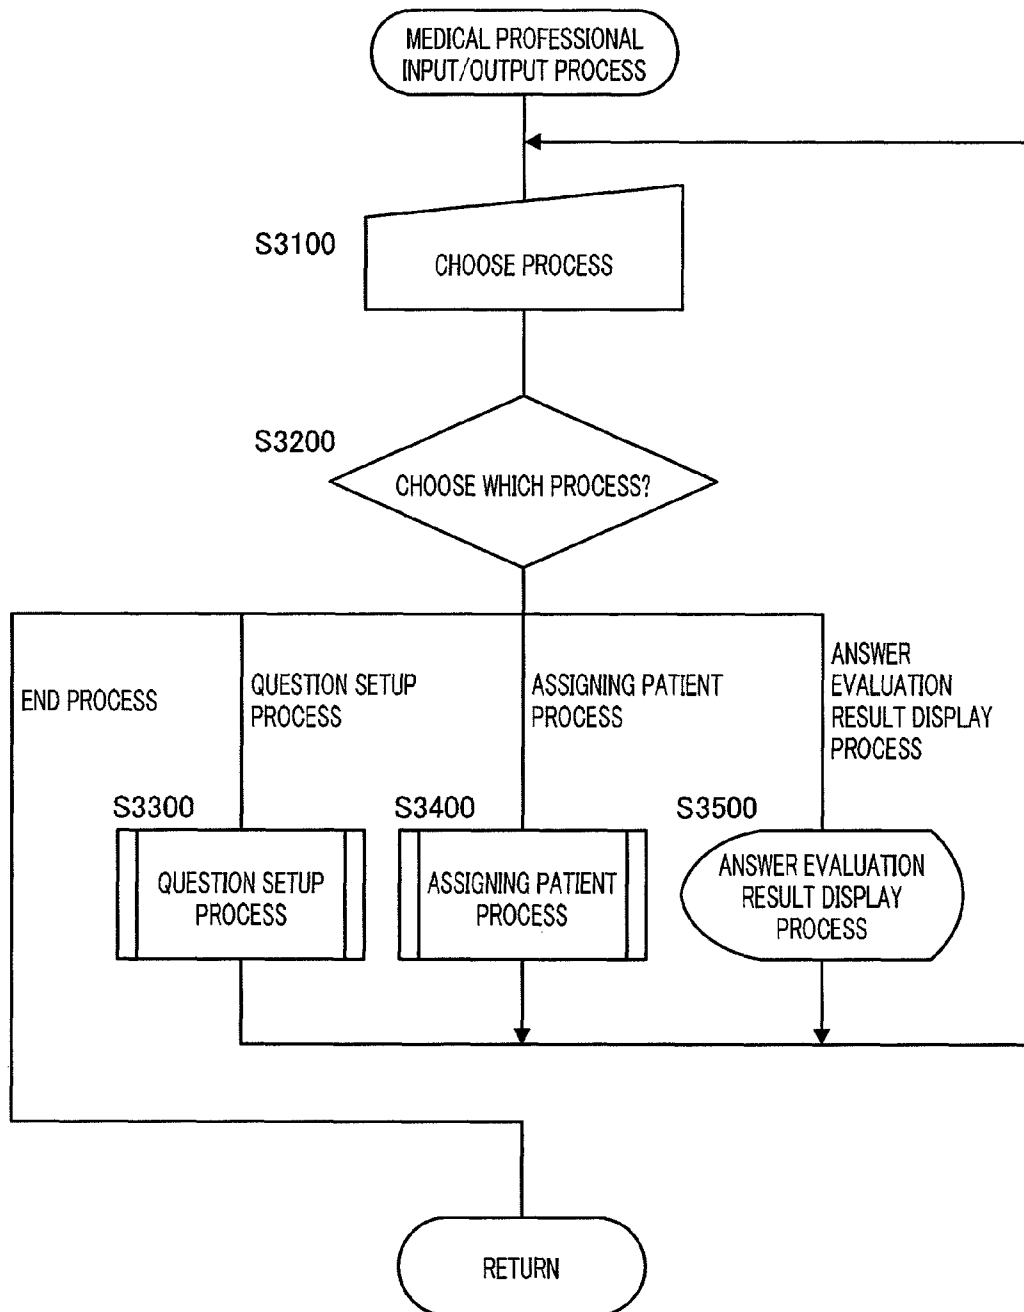 MEDICAL PROFESSIONAL
INPUT/OUTPUT PROCESS
S3100
CHOOSE PROCESS
S3200
CHOOSE WHICH PROCESS?
END PROCESS
QUESTION SETUP
PROCESS
ASSIGNING PATIENT
PROCESS
ANSWER
EVALUATION
RESULT DISPLAY
PROCESS
S3300
QUESTION SETUP
PROCESS
S3400
ASSIGNING PATIENT
PROCESS
S3500
ANSWER EVALUATION
RESULT DISPLAY
PROCESS
RETURN